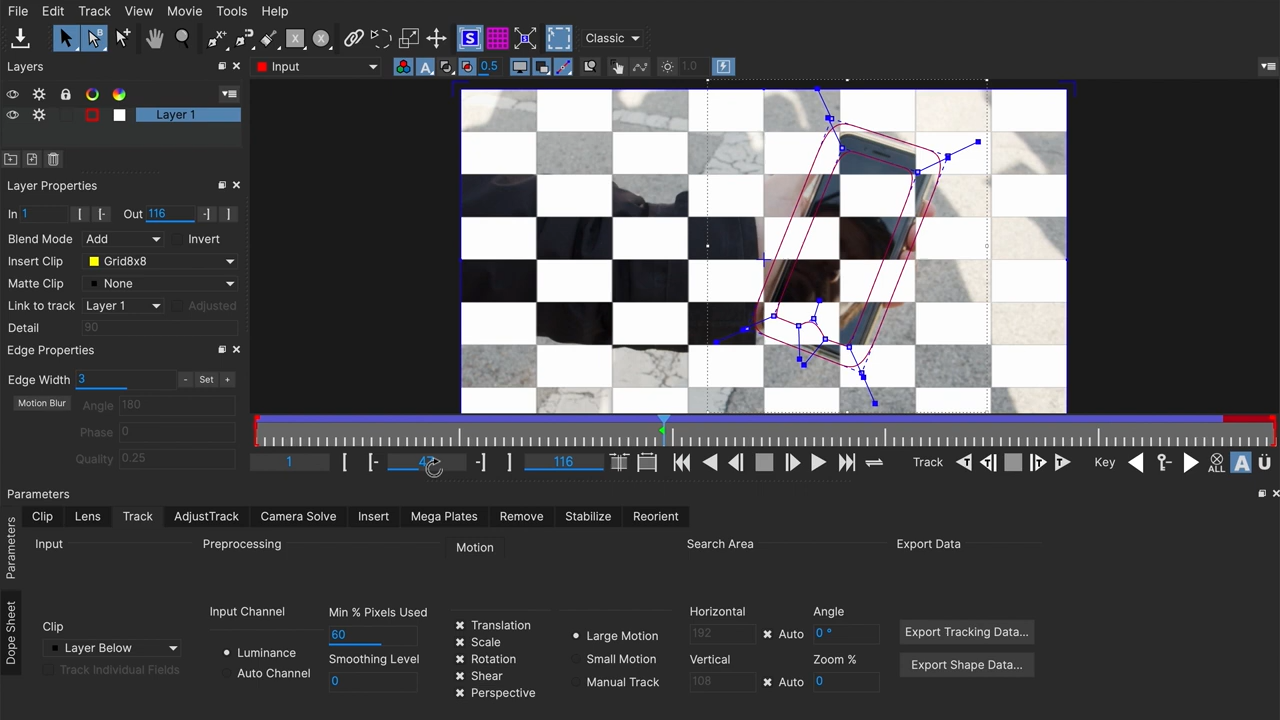 File Edit Track View Movie Tools Help
S Classic
Layers Input A 0.5 1.0
Layer 1
Layer Properties
In 1 [ [- Out 116 -] ]
Blend Mode Add Invert
Insert Clip Grid8x8
Matte Clip None
Link to track Layer 1 Adjusted
Detail 90
Edge Properties
Edge Width 3 - Set +
Motion Blur Angle 180
Phase 0
Quality 0.25
1 [ [- -] ] 116 Track Key ALL A Ü
Parameters
Parameters
Dope Sheet
Clip Lens Track AdjustTrack Camera Solve Insert Mega Plates Remove Stabilize Reorient
Input Preprocessing Motion Search Area Export Data
Clip
Layer Below
Track Individual Fields
Input Channel
Luminance
Auto Channel
Min % Pixels Used
60
Smoothing Level
0
Translation
Scale
Rotation
Shear
Perspective
Large Motion
Small Motion
Manual Track
Horizontal
192 Auto
Vertical
108 Auto
Angle
0 °
Zoom %
0
Export Tracking Data...
Export Shape Data...